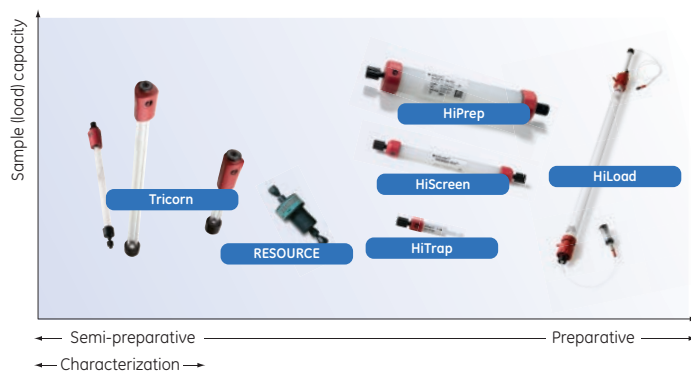 Sample (load) capacity
HiPrep
HiScreen
HiLoad
Tricorn
HiTrap
RESOURCE
Semi-preparative
Preparative
Characterization